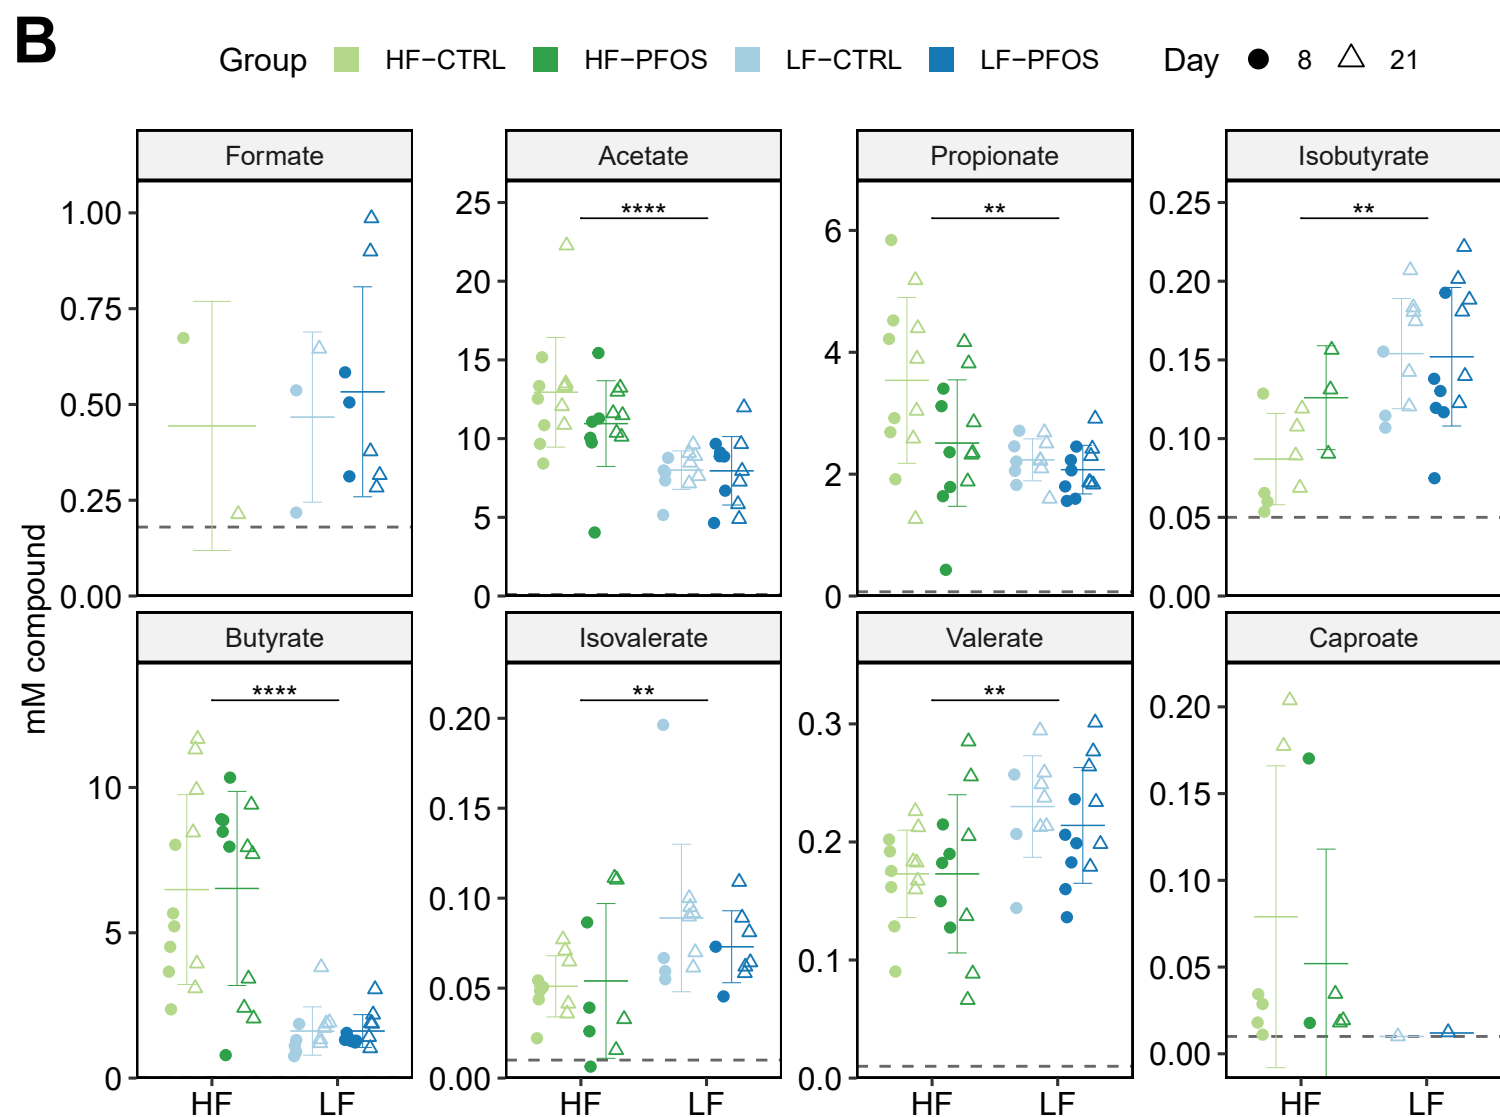 B
Group HF−CTRL HF−PFOS LF−CTRL LF−PFOS Day 8 21
Formate Acetate Propionate Isobutyrate
1.00 0.75 0.50 0.25 0.00
25 20 15 10 5 0
6 4 2 0
0.25 0.20 0.15 0.10 0.05 0.00
**** ** **
mM compound
Butyrate Isovalerate Valerate Caproate
10 5 0
0.20 0.15 0.10 0.05 0.00
0.3 0.2 0.1 0.0
0.20 0.15 0.10 0.05 0.00
**** ** **
HF LF HF LF HF LF HF LF